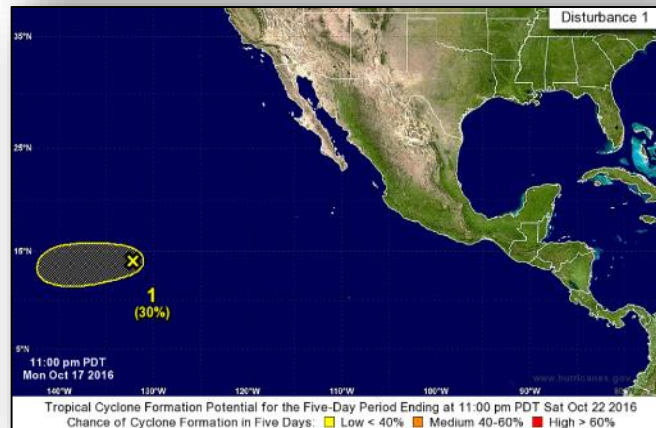 Disturbance 1
35°N
25°N
15°N
1
(30%)
5°N
11:00 pm PDT
Mon Oct 17 2016
www.hurricanes.gov
140°W
130°W
120°W
110°W
100°W
90°W
Tropical Cyclone Formation Potential for the Five-Day Period Ending at 11:00 pm PDT Sat Oct 22 2016
Chance of Cyclone Formation in Five Days: Low < 40% Medium 40-60% High > 60%